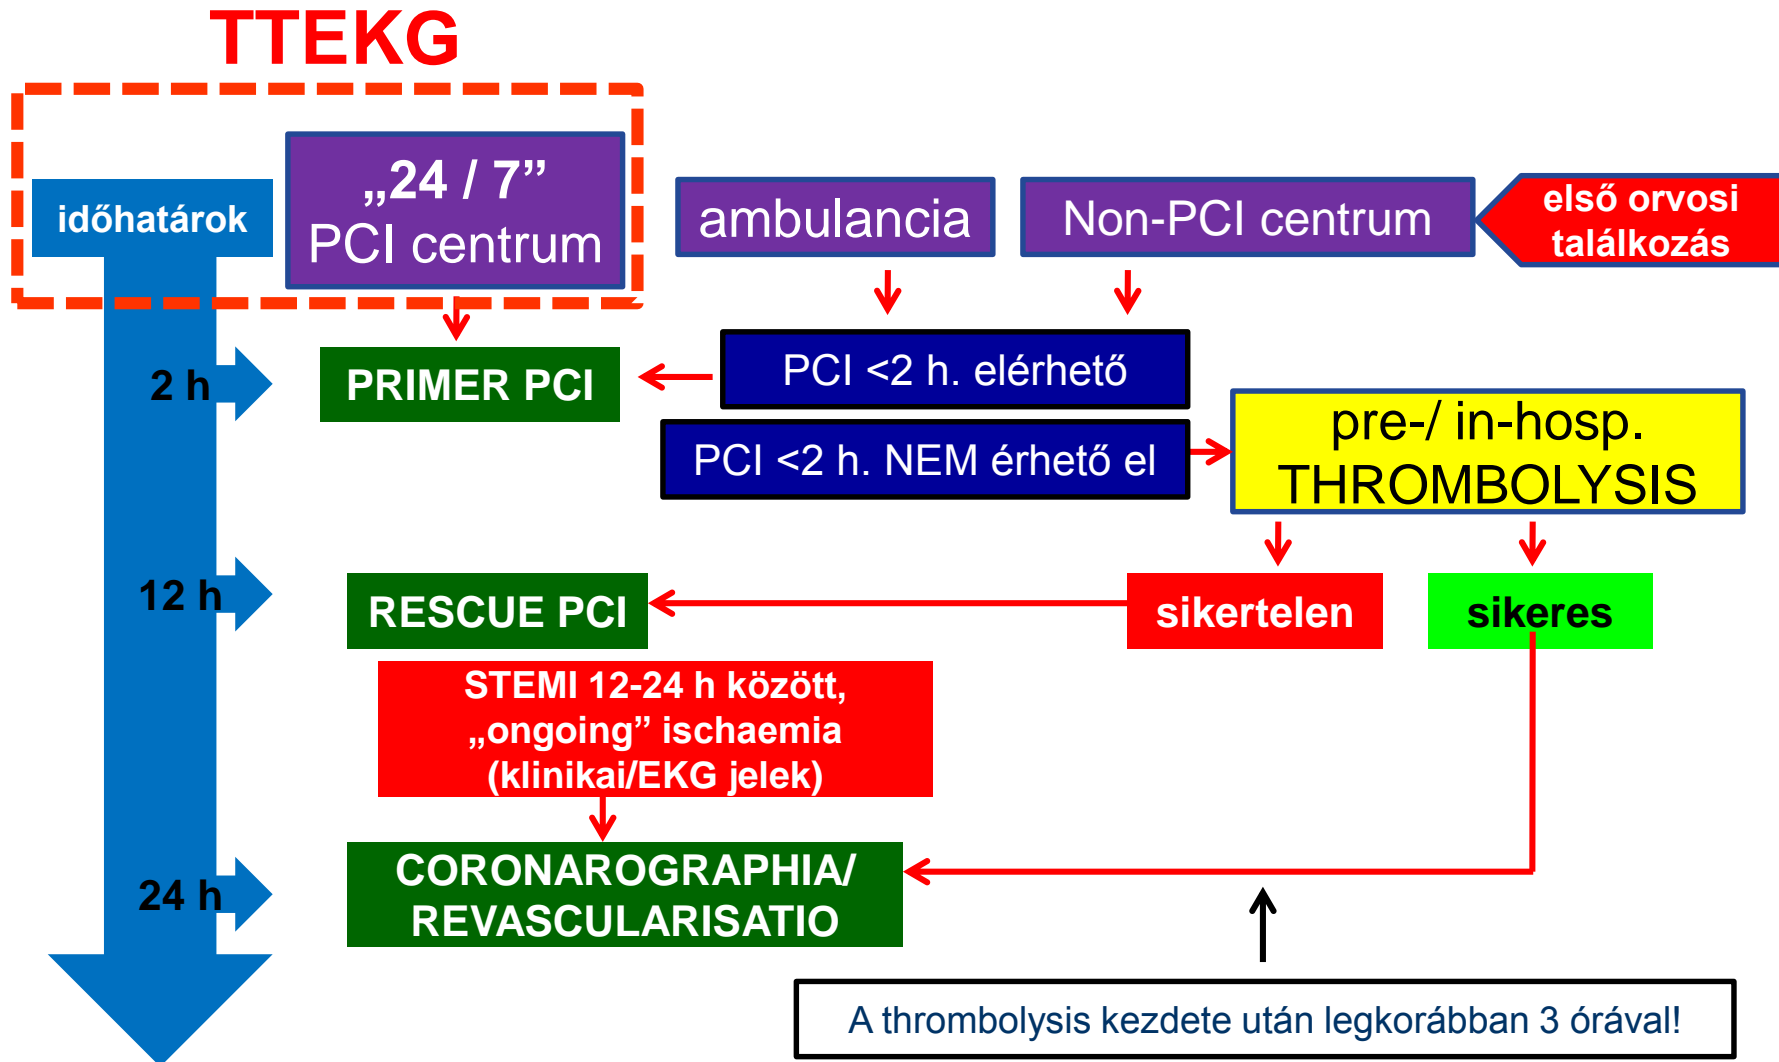 TTEKG
időhatárok
„24 / 7”
PCI centrum
ambulancia
Non-PCI centrum
első orvosi
találkozás
2 h
PRIMER PCI
PCI <2 h. elérhető
PCI <2 h. NEM érhető el
pre-/ in-hosp.
THROMBOLYSIS
12 h
RESCUE PCI
sikertelen
sikeres
STEMI 12-24 h között,
„ongoing” ischaemia
(klinikai/EKG jelek)
24 h
CORONAROGRAPHIA/
REVASCULARISATIO
A thrombolysis kezdete után legkorábban 3 órával!